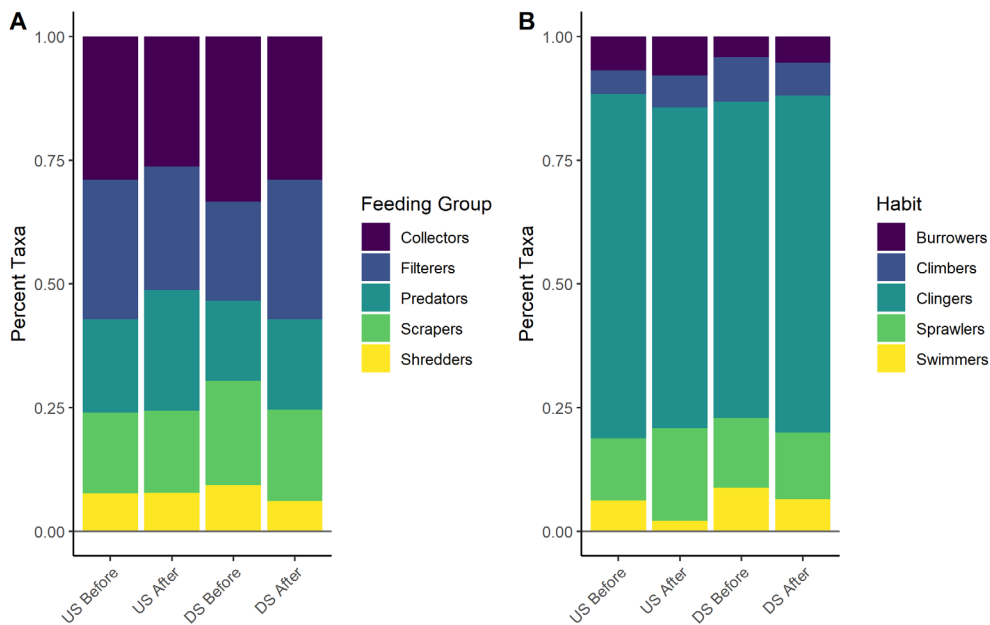 A
Percent Taxa
1.00
0.75
0.50
0.25
0.00
US Before
US After
DS Before
DS After
Feeding Group
Collectors
Filterers
Predators
Scrapers
Shredders
B
Percent Taxa
1.00
0.75
0.50
0.25
0.00
US Before
US After
DS Before
DS After
Habit
Burrowers
Climbers
Clingers
Sprawlers
Swimmers